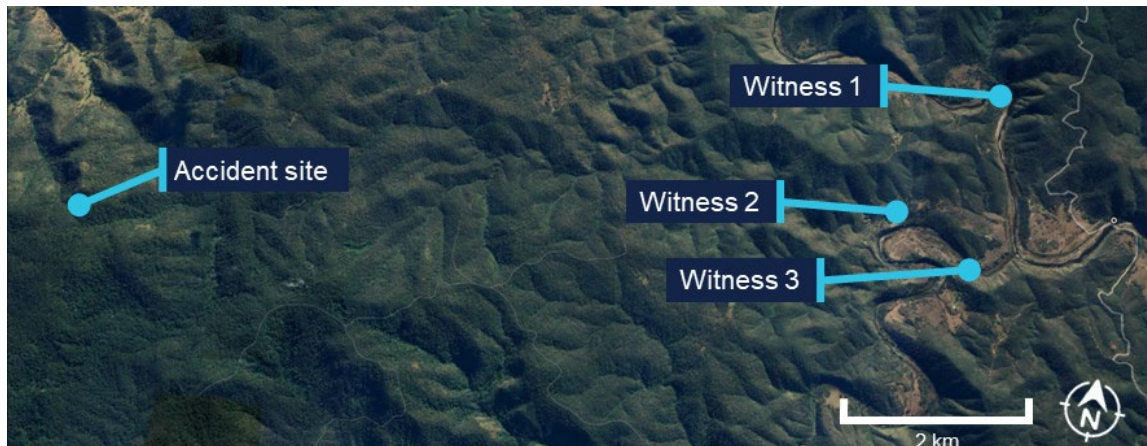 Witness 1
Accident site
Witness 2
Witness 3
N
2 km